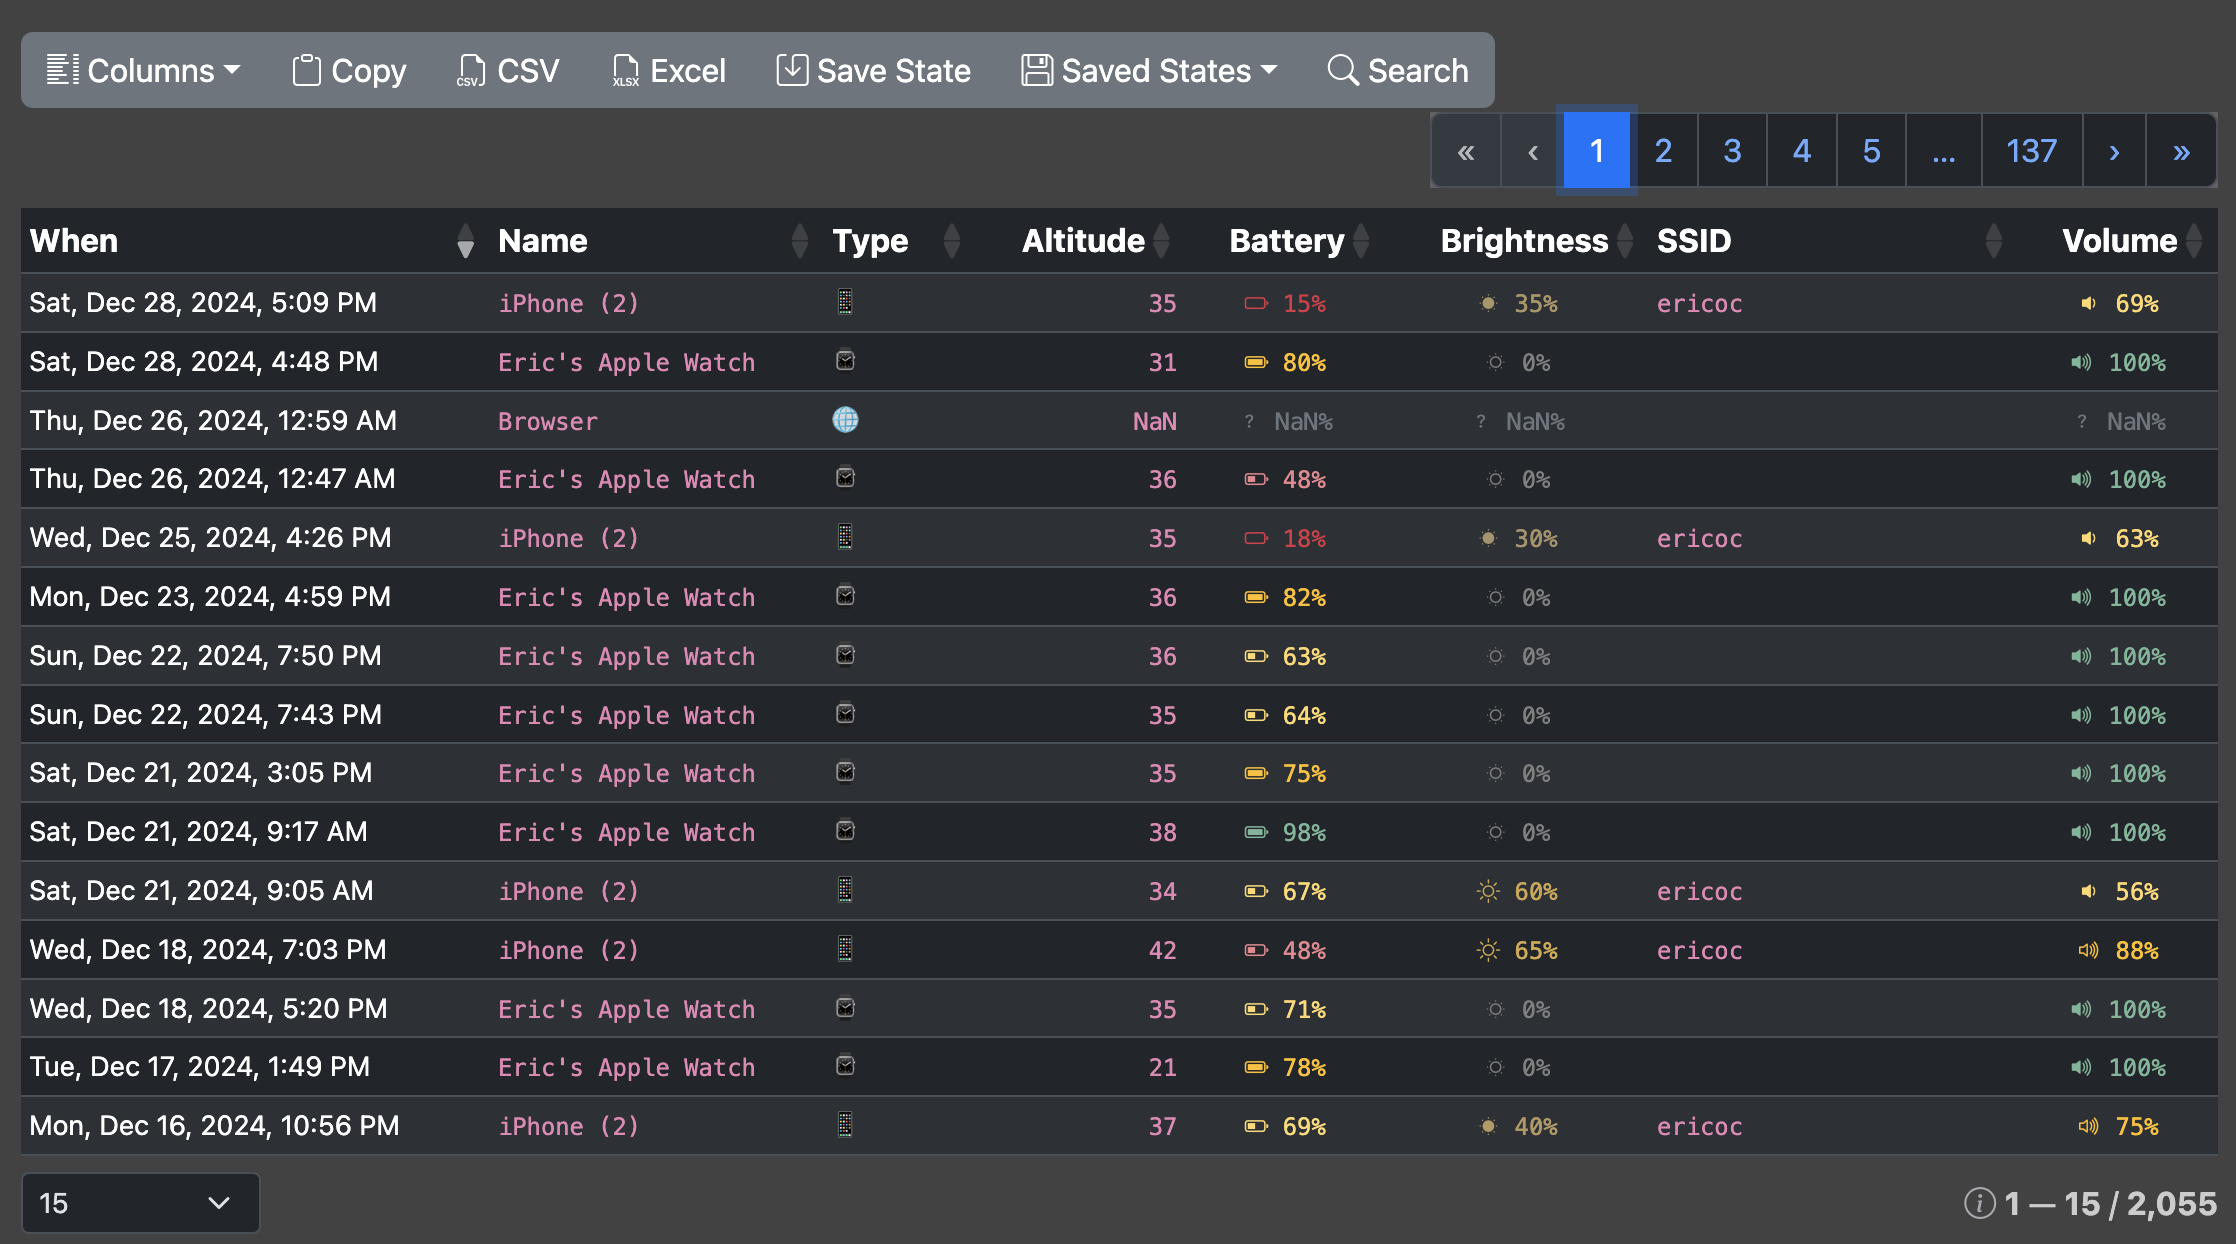 Columns Copy CSV CSV XLSX Excel Save State Saved States Search
« ‹ 1 2 3 4 5 ... 137 › »
When Name Type Altitude Battery Brightness SSID Volume
Sat, Dec 28, 2024, 5:09 PM iPhone (2) 35 15% 35% ericoc 69%
Sat, Dec 28, 2024, 4:48 PM Eric's Apple Watch 31 80% 0% 100%
Thu, Dec 26, 2024, 12:59 AM Browser NaN ? NaN% ? NaN% ? NaN%
Thu, Dec 26, 2024, 12:47 AM Eric's Apple Watch 36 48% 0% 100%
Wed, Dec 25, 2024, 4:26 PM iPhone (2) 35 18% 30% ericoc 63%
Mon, Dec 23, 2024, 4:59 PM Eric's Apple Watch 36 82% 0% 100%
Sun, Dec 22, 2024, 7:50 PM Eric's Apple Watch 36 63% 0% 100%
Sun, Dec 22, 2024, 7:43 PM Eric's Apple Watch 35 64% 0% 100%
Sat, Dec 21, 2024, 3:05 PM Eric's Apple Watch 35 75% 0% 100%
Sat, Dec 21, 2024, 9:17 AM Eric's Apple Watch 38 98% 0% 100%
Sat, Dec 21, 2024, 9:05 AM iPhone (2) 34 67% 60% ericoc 56%
Wed, Dec 18, 2024, 7:03 PM iPhone (2) 42 48% 65% ericoc 88%
Wed, Dec 18, 2024, 5:20 PM Eric's Apple Watch 35 71% 0% 100%
Tue, Dec 17, 2024, 1:49 PM Eric's Apple Watch 21 78% 0% 100%
Mon, Dec 16, 2024, 10:56 PM iPhone (2) 37 69% 40% ericoc 75%
15 1 — 15 / 2,055